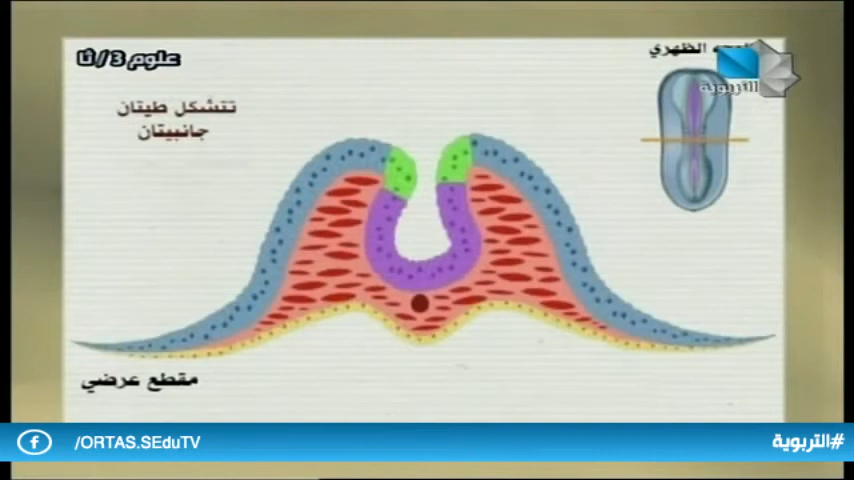 علوم /3/ ثا
الظهري
التربوية
تتشكل طيتان
جانبيتان
مقطع عرضي
/ORTAS.SEduTV
#التربوية